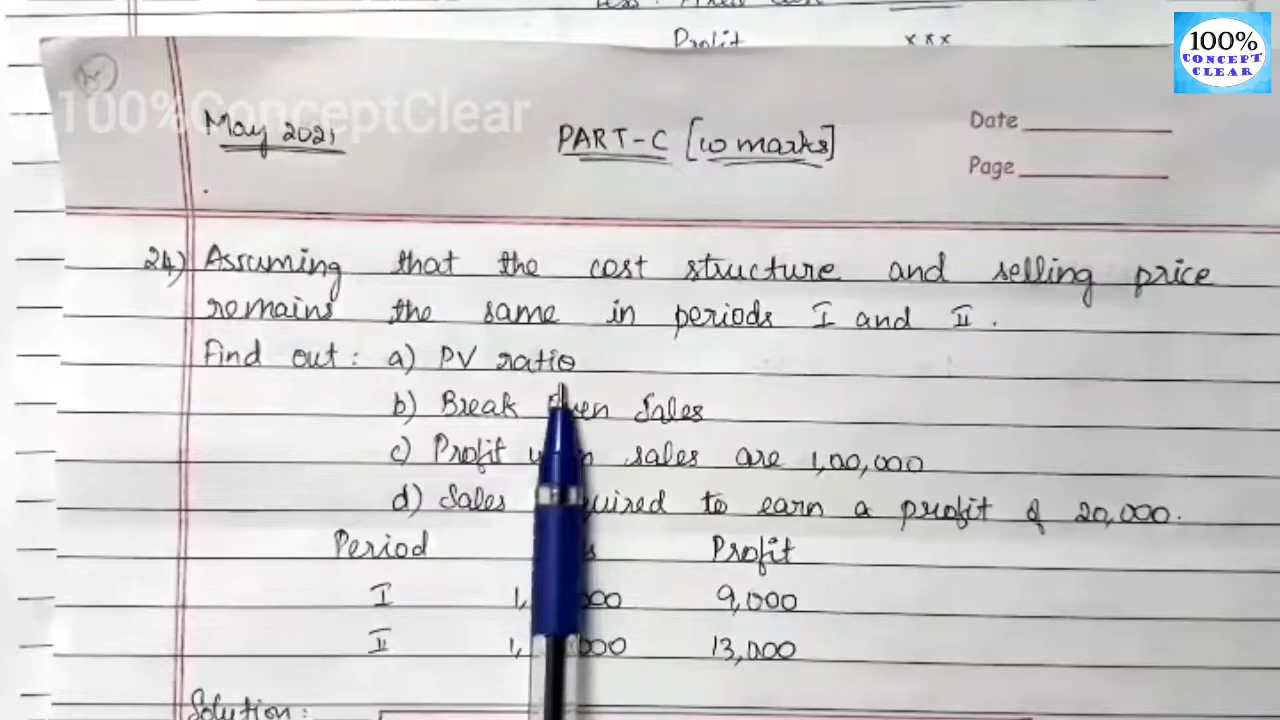 Profit xxx
100%
CONCEPT
CLEAR
100%ConceptClear
May 2021 PART-C [10 marks]
Date
Page
24) Assuming that the cost structure and selling price
remains the same in periods I and II.
Find out: a) PV ratio
b) Break Even Sales
c) Profit when sales are 1,00,000
d) Sales required to earn a profit of 20,000.
Period Profit
I 9,000
II 13,000
Solution: